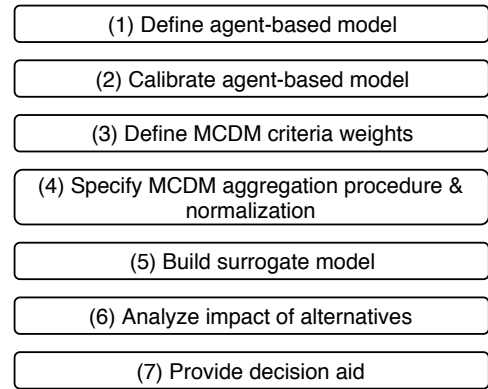 (1) Define agent-based model
(2) Calibrate agent-based model
(3) Define MCDM criteria weights
(4) Specify MCDM aggregation procedure &
normalization
(5) Build surrogate model
(6) Analyze impact of alternatives
(7) Provide decision aid